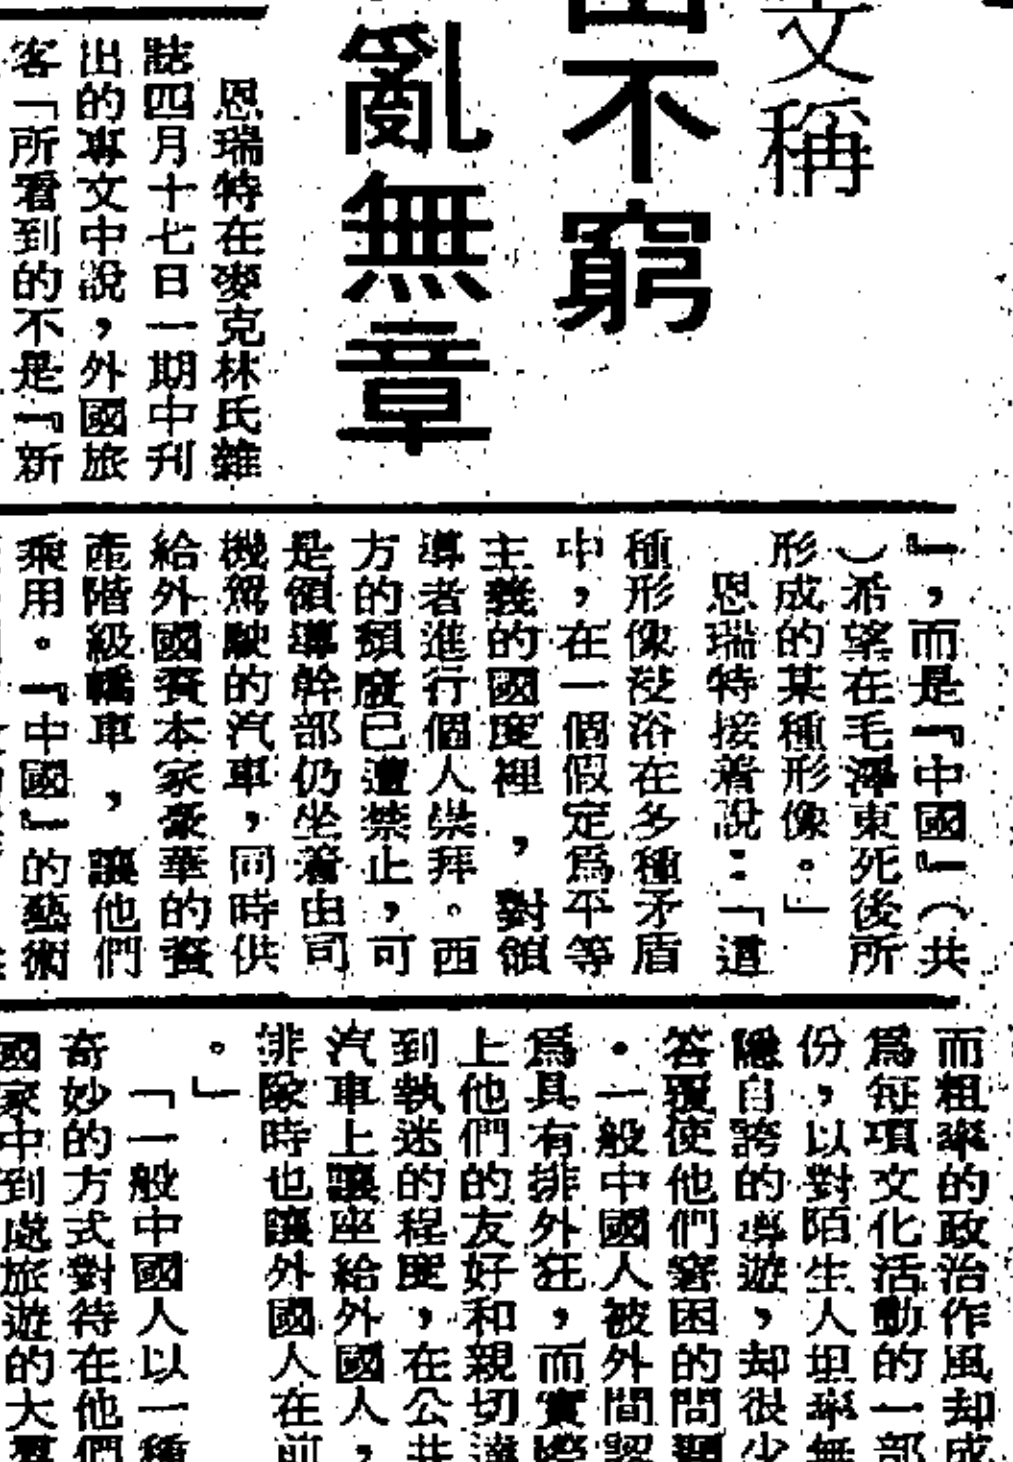 文稱
不窮
亂無章
恩瑞特在麥克林氏雜
誌四月十七日一期中刊
出的專文中說，外國旅
客「所看到的不是『新
』，而是『中國』（共
）希望在毛澤東死後所
形成的某種形像。」
恩瑞特接着說：「這
種形像浸浴在多種矛盾
中，在一個假定爲平等
主義的國度裡，對領
導者進行個人崇拜。西
方的頹廢已遭禁止，可
是領導幹部仍坐着由司
機駕駛的汽車，同時供
給外國資本家豪華的資
產階級轎車，讓他們
乘用。『中國』的藝術
而粗率的政治作風却成
爲每項文化活動的一部
份，以對陌生人坦率無
隱自誇的導遊，却很少
答覆使他們窘困的問題
。一般中國人被外間認
爲具有排外狂，而實際
上他們的友好和親切達
到執迷的程度，在公共
汽車上讓座給外國人，
排隊時也讓外國人在前
。」
「一般中國人以一種
奇妙的方式對待在他們
國家中到處旅遊的大